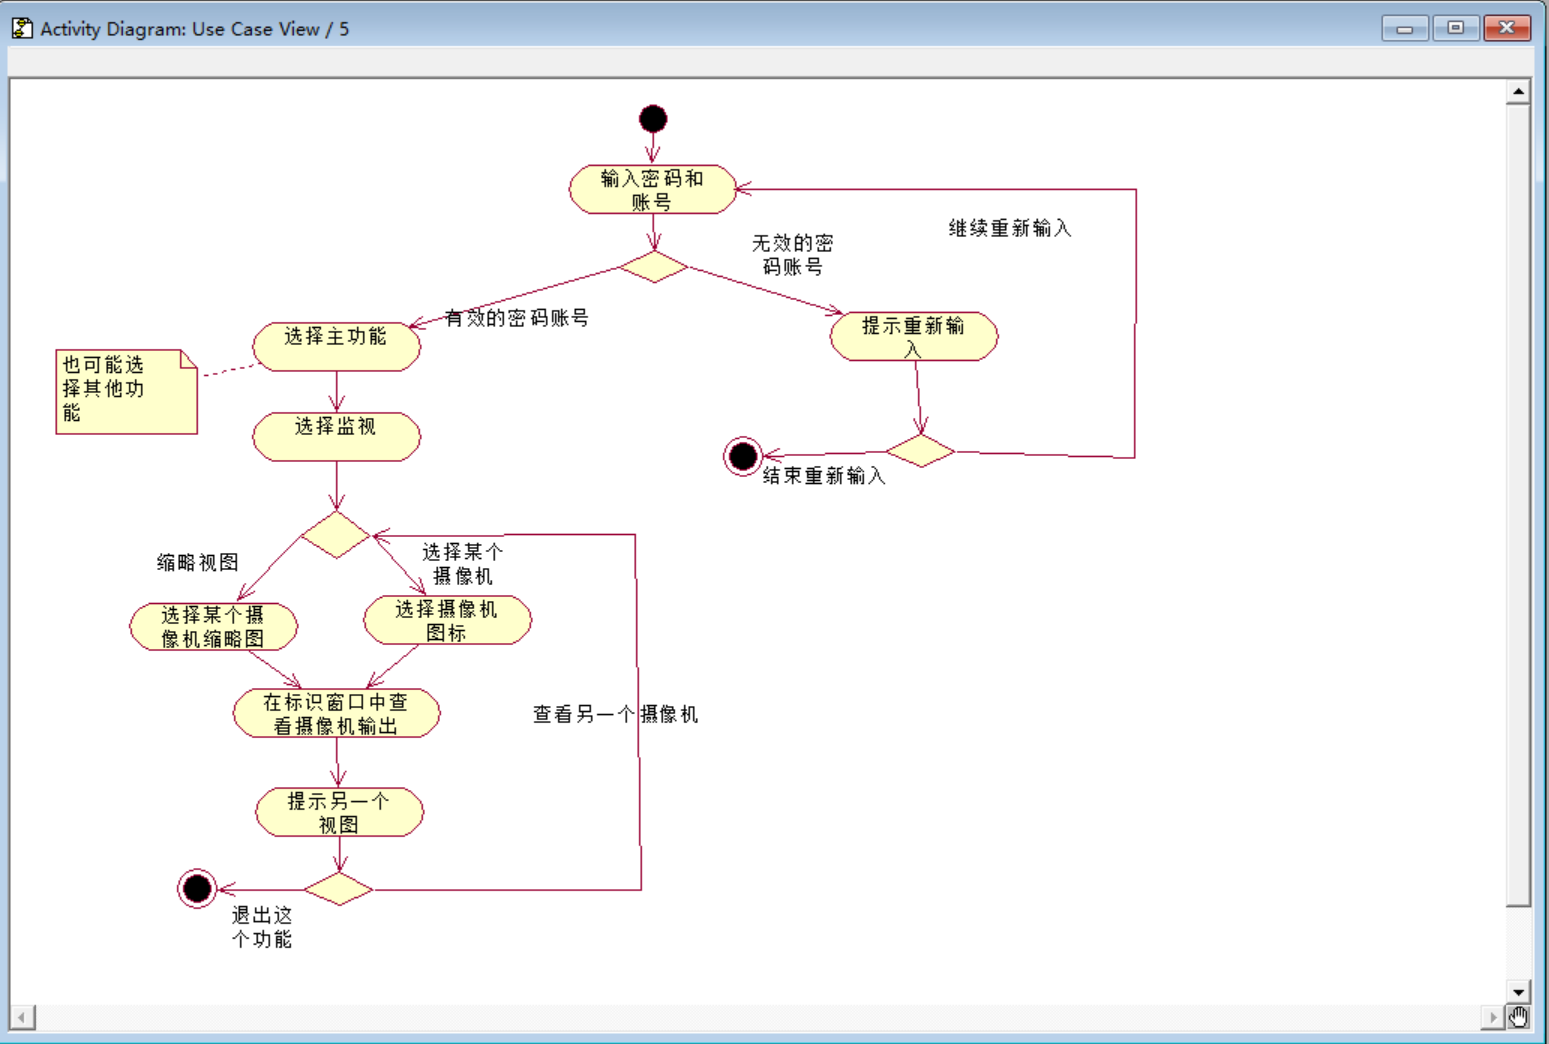 Activity Diagram: Use Case View / 5
输入密码和
账号
继续重新输入
无效的密
码账号
有效的密码账号
选择主功能
提示重新输
入
也可能选
择其他功
能
选择监视
结束重新输入
缩略视图
选择某个
摄像机
选择某个摄
像机缩略图
选择摄像机
图标
在标识窗口中查
看摄像机输出
查看另一个摄像机
提示另一个
视图
退出这
个功能